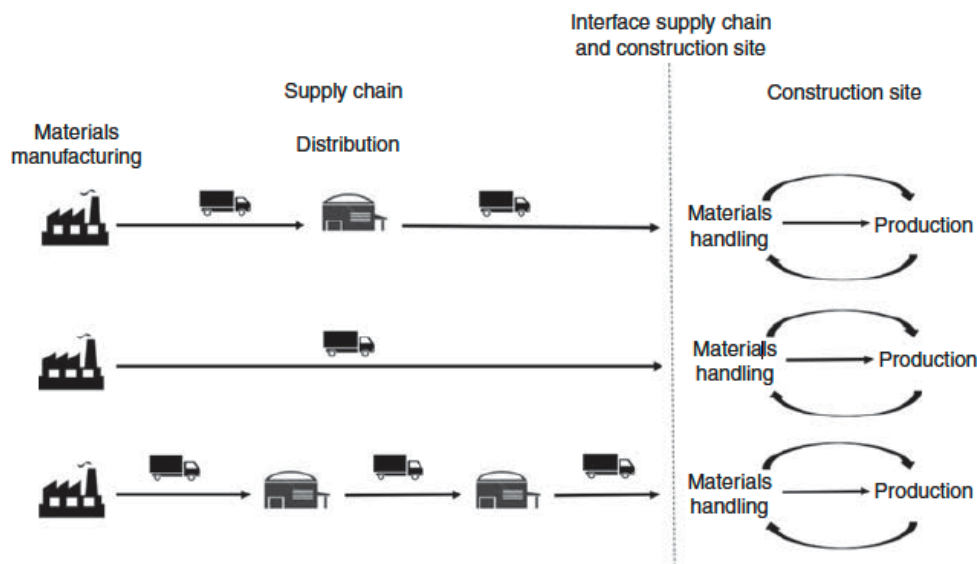 Interface supply chain
and construction site
Supply chain
Construction site
Materials
manufacturing
Distribution
Materials
handling
Production
Materials
handling
Production
Materials
handling
Production